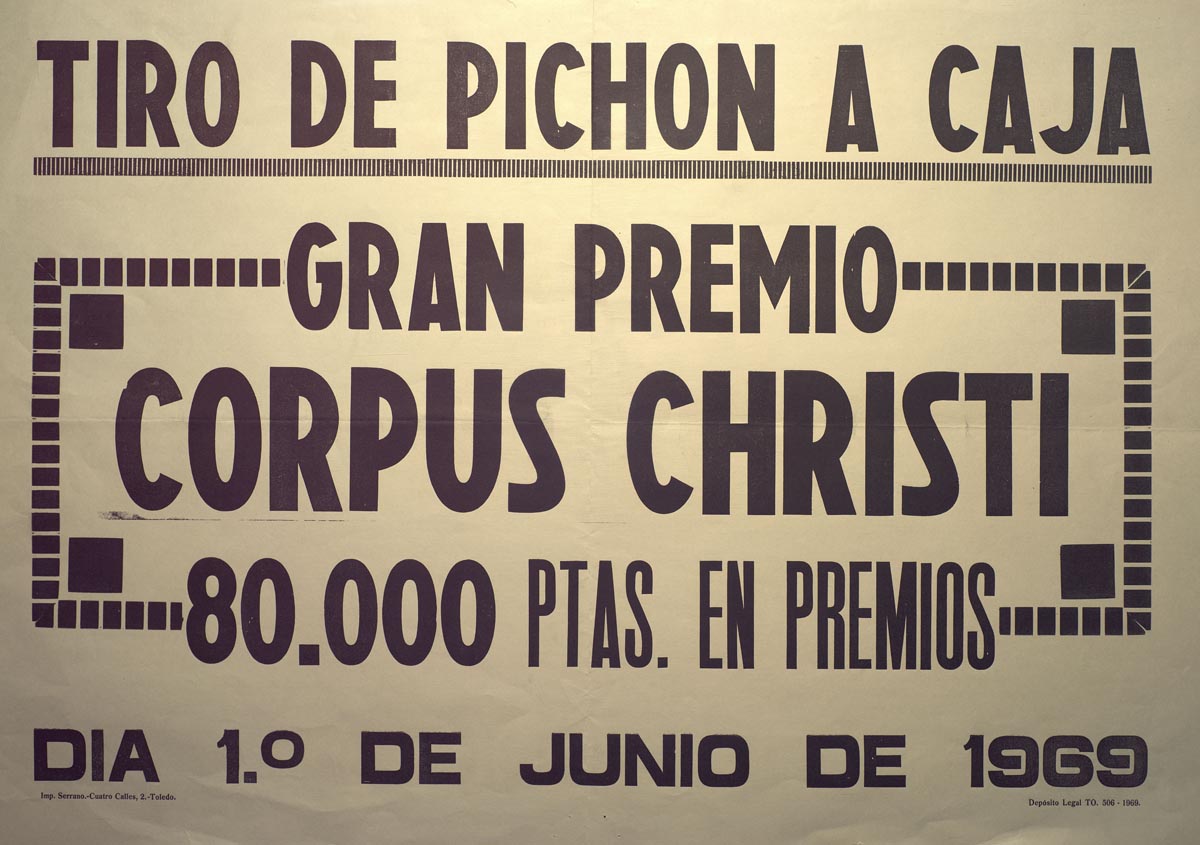 TIRO DE PICHON A CAJA
GRAN PREMIO
CORPUS CHRISTI
80.000 PTAS. EN PREMIOS
DIA 1.º DE JUNIO DE 1969
Imp. Serrano.-Cuatro Calles, 2.-Toledo.
Depósito Legal TO. 506 - 1969.